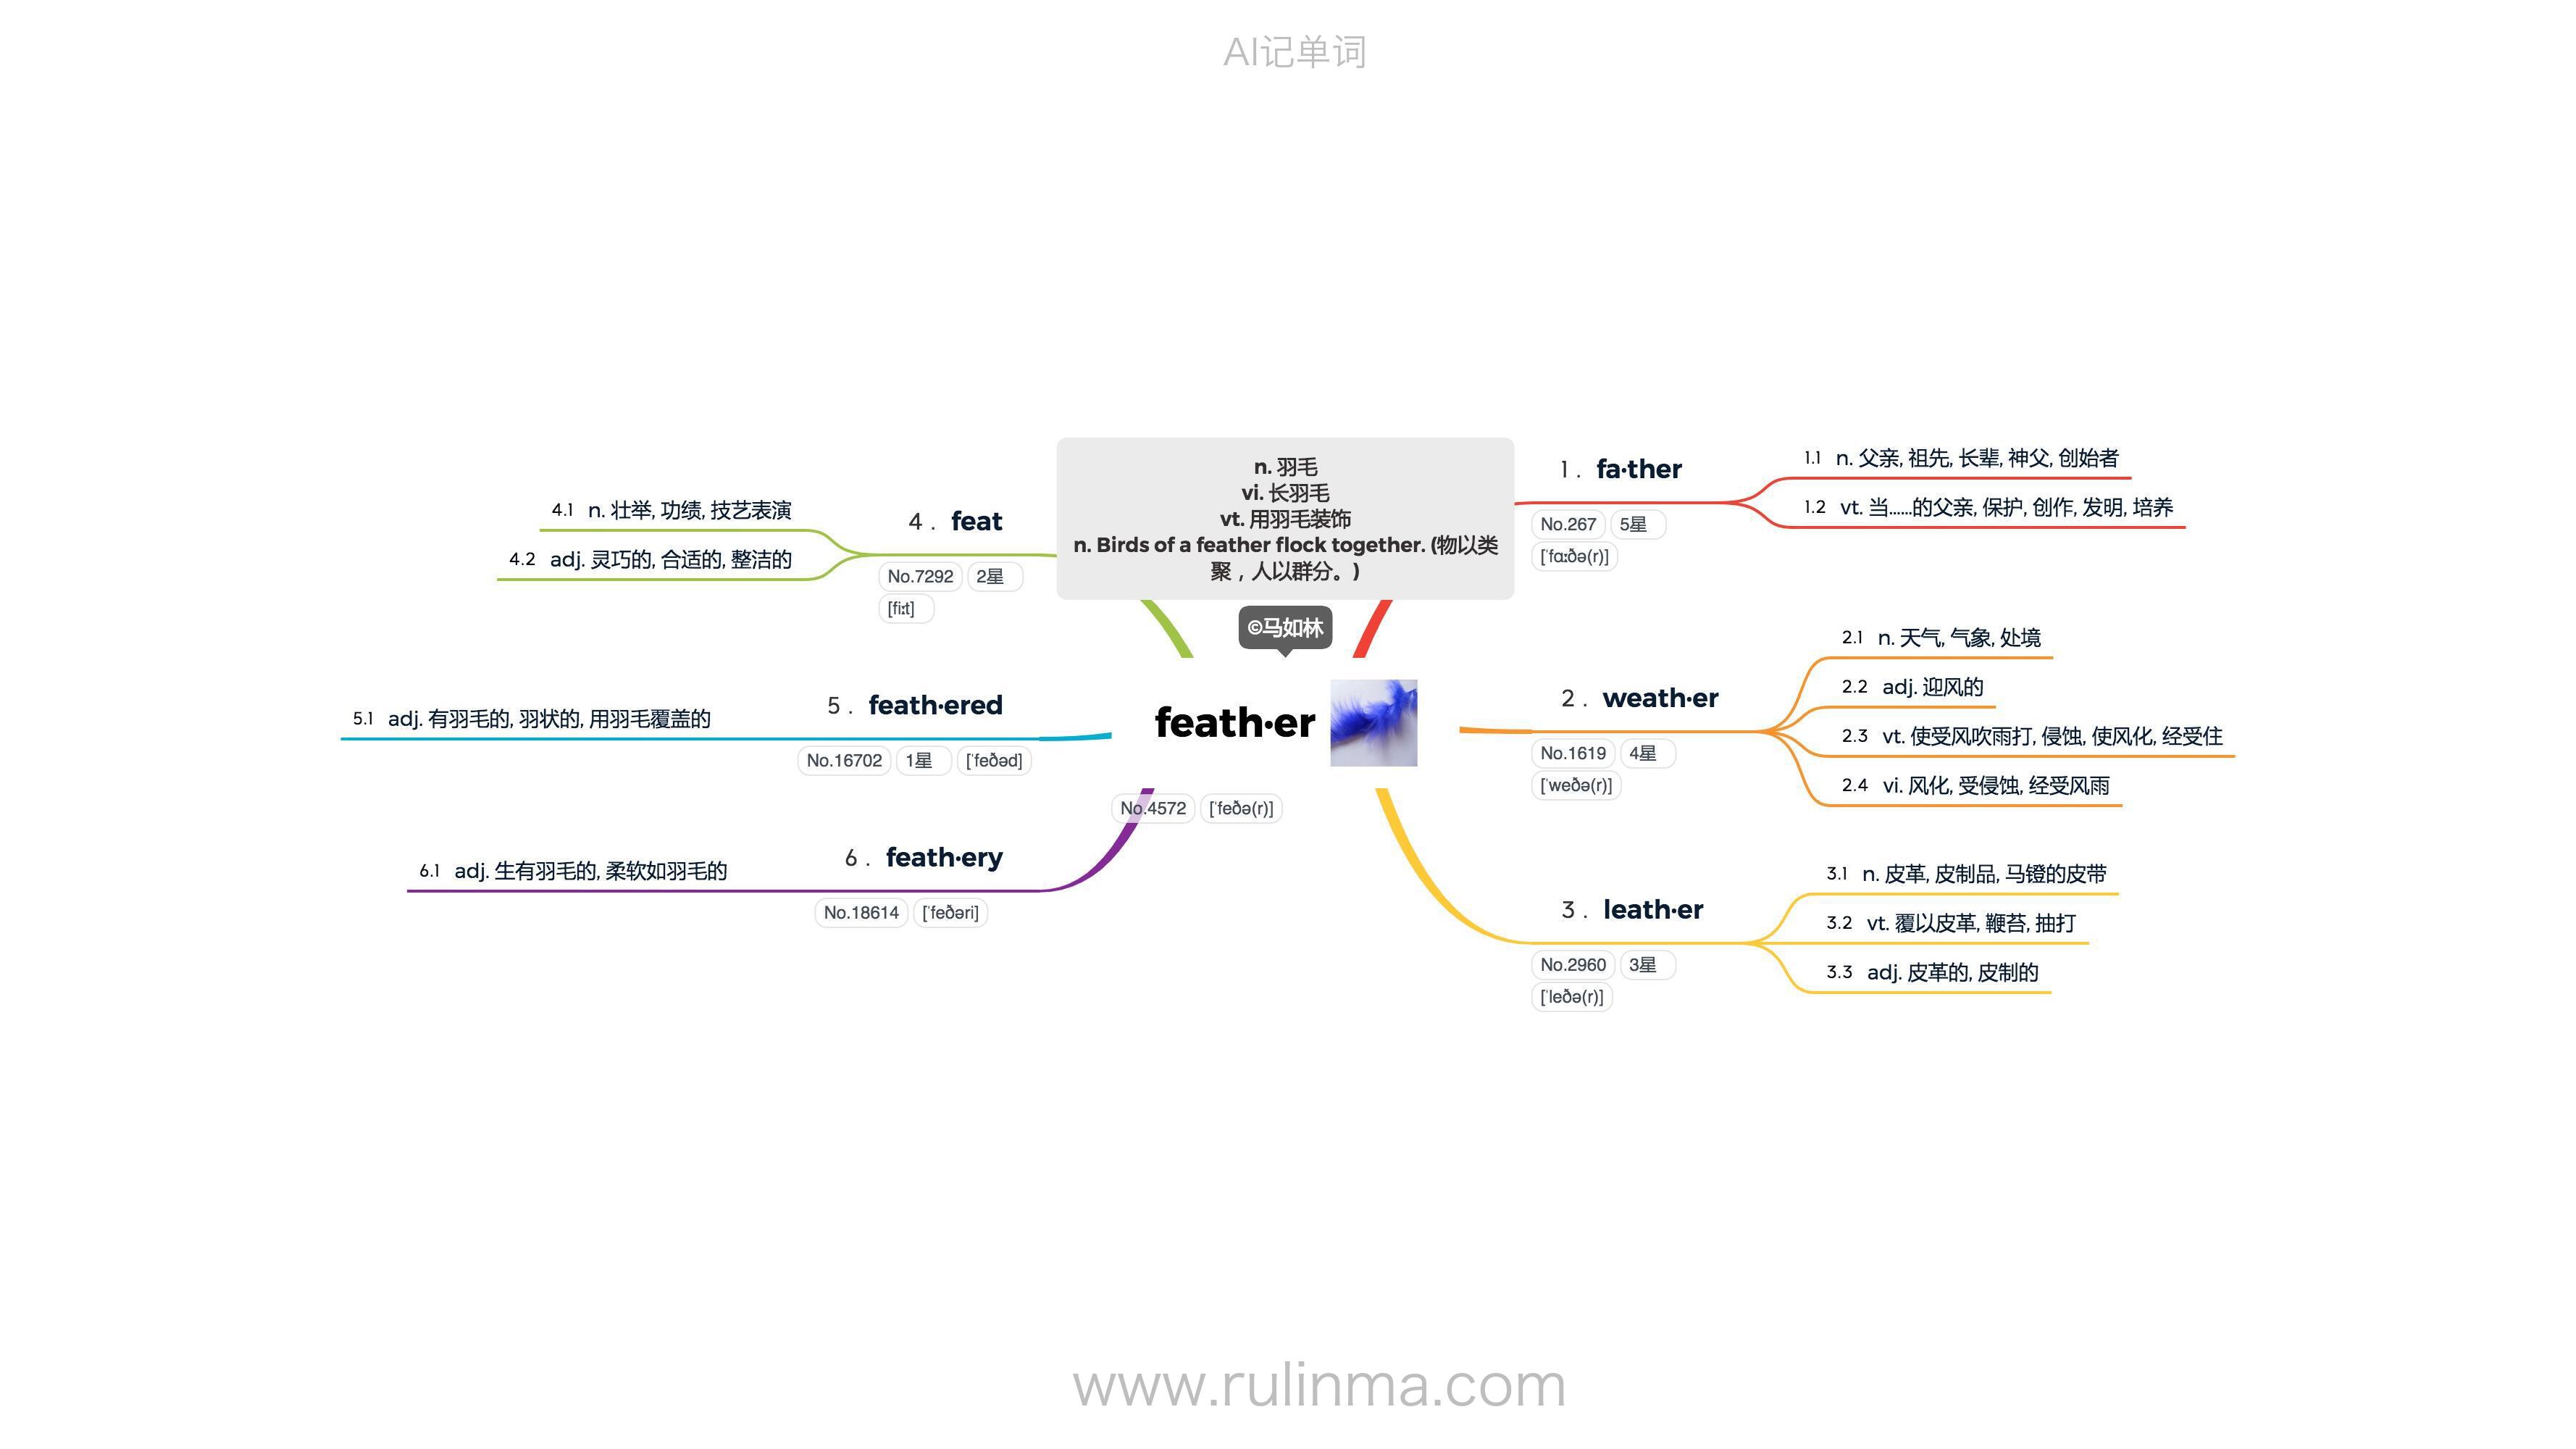 AI记单词
n. 羽毛
vi. 长羽毛
vt. 用羽毛装饰
n. Birds of a feather flock together. (物以类
聚，人以群分。)
©马如林
feath·er
No.4572 [ˈfeðə(r)]
1 . fa·ther
No.267 5星
[ˈfɑːðə(r)]
1.1 n. 父亲, 祖先, 长辈, 神父, 创始者
1.2 vt. 当……的父亲, 保护, 创作, 发明, 培养
2 . weath·er
No.1619 4星
[ˈweðə(r)]
2.1 n. 天气, 气象, 处境
2.2 adj. 迎风的
2.3 vt. 使受风吹雨打, 侵蚀, 使风化, 经受住
2.4 vi. 风化, 受侵蚀, 经受风雨
3 . leath·er
No.2960 3星
[ˈleðə(r)]
3.1 n. 皮革, 皮制品, 马镫的皮带
3.2 vt. 覆以皮革, 鞭苔, 抽打
3.3 adj. 皮革的, 皮制的
4 . feat
No.7292 2星
[fiːt]
4.1 n. 壮举, 功绩, 技艺表演
4.2 adj. 灵巧的, 合适的, 整洁的
5 . feath·ered
No.16702 1星 [ˈfeðəd]
5.1 adj. 有羽毛的, 羽状的, 用羽毛覆盖的
6 . feath·ery
No.18614 [ˈfeðəri]
6.1 adj. 生有羽毛的, 柔软如羽毛的
www.rulinma.com